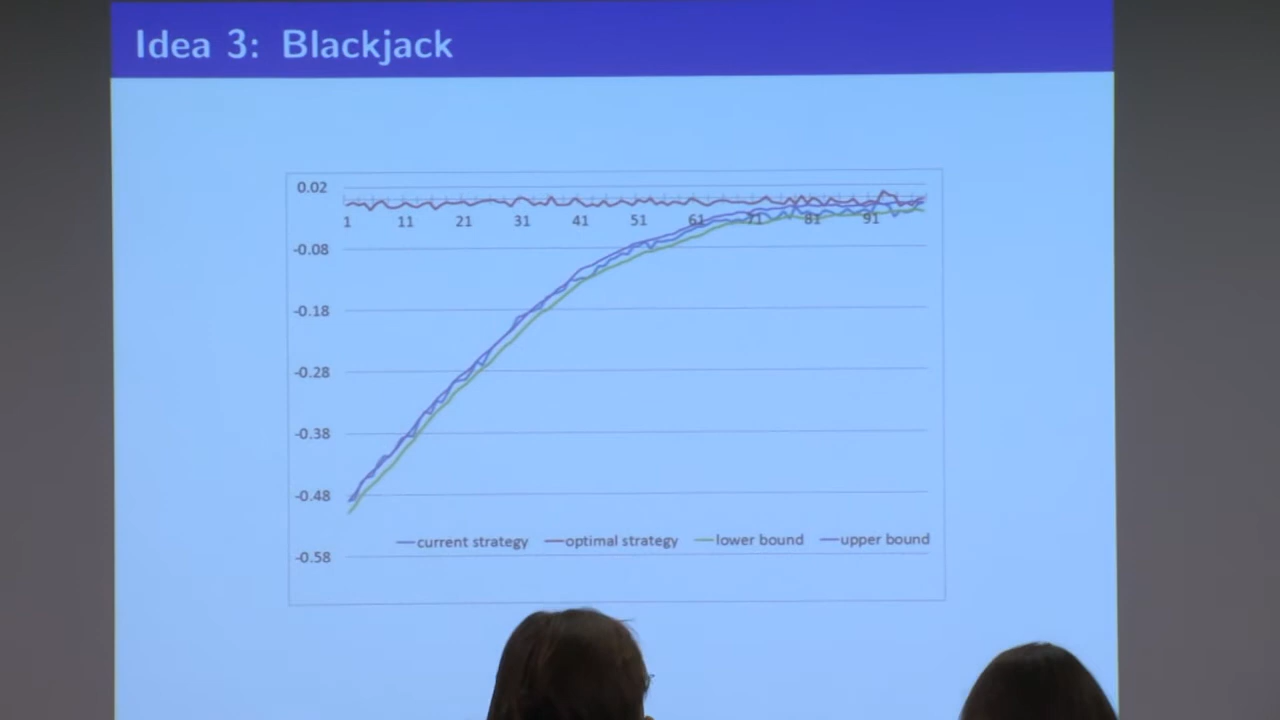 Idea 3: Blackjack
0.02
1 11 21 31 41 51 61 71 81 91
-0.08
-0.18
-0.28
-0.38
-0.48
current strategy optimal strategy lower bound upper bound
-0.58